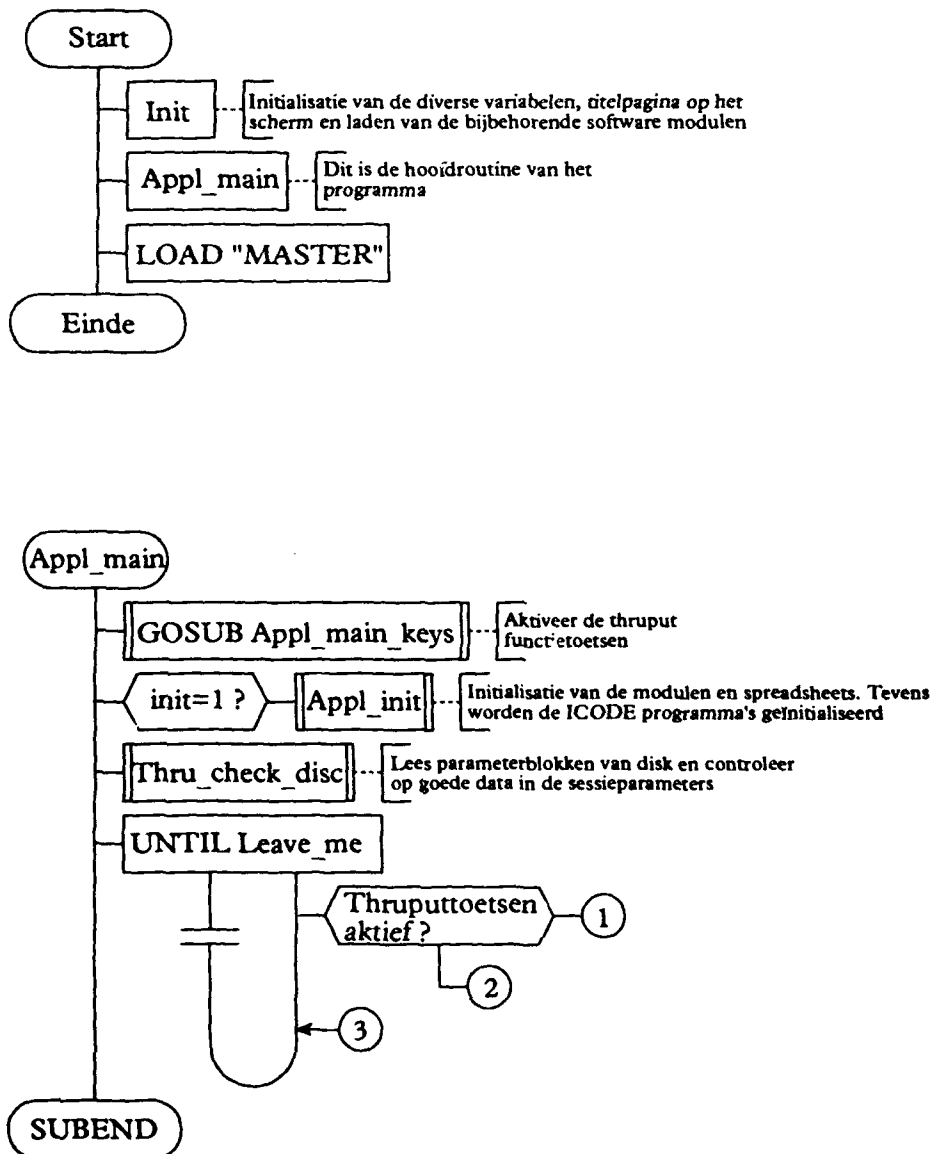 Start
Init
Initialisatie van de diverse variabelen, titelpagina op het
scherm en laden van de bijbehorende software modulen
Appl_main
Dit is de hoofdroutine van het
programma
LOAD "MASTER"
Einde
Appl_main
GOSUB Appl_main_keys
Aktiveer de thruput
functietoetsen
init=1 ?
Appl_init
Initialisatie van de modulen en spreadsheets. Tevens
worden de ICODE programma's geïnitialiseerd
Thru_check_disc
Lees parameterblokken van disk en controleer
op goede data in de sessieparameters
UNTIL Leave_me
Thruputtoetsen
aktief ?
1
2
3
SUBEND